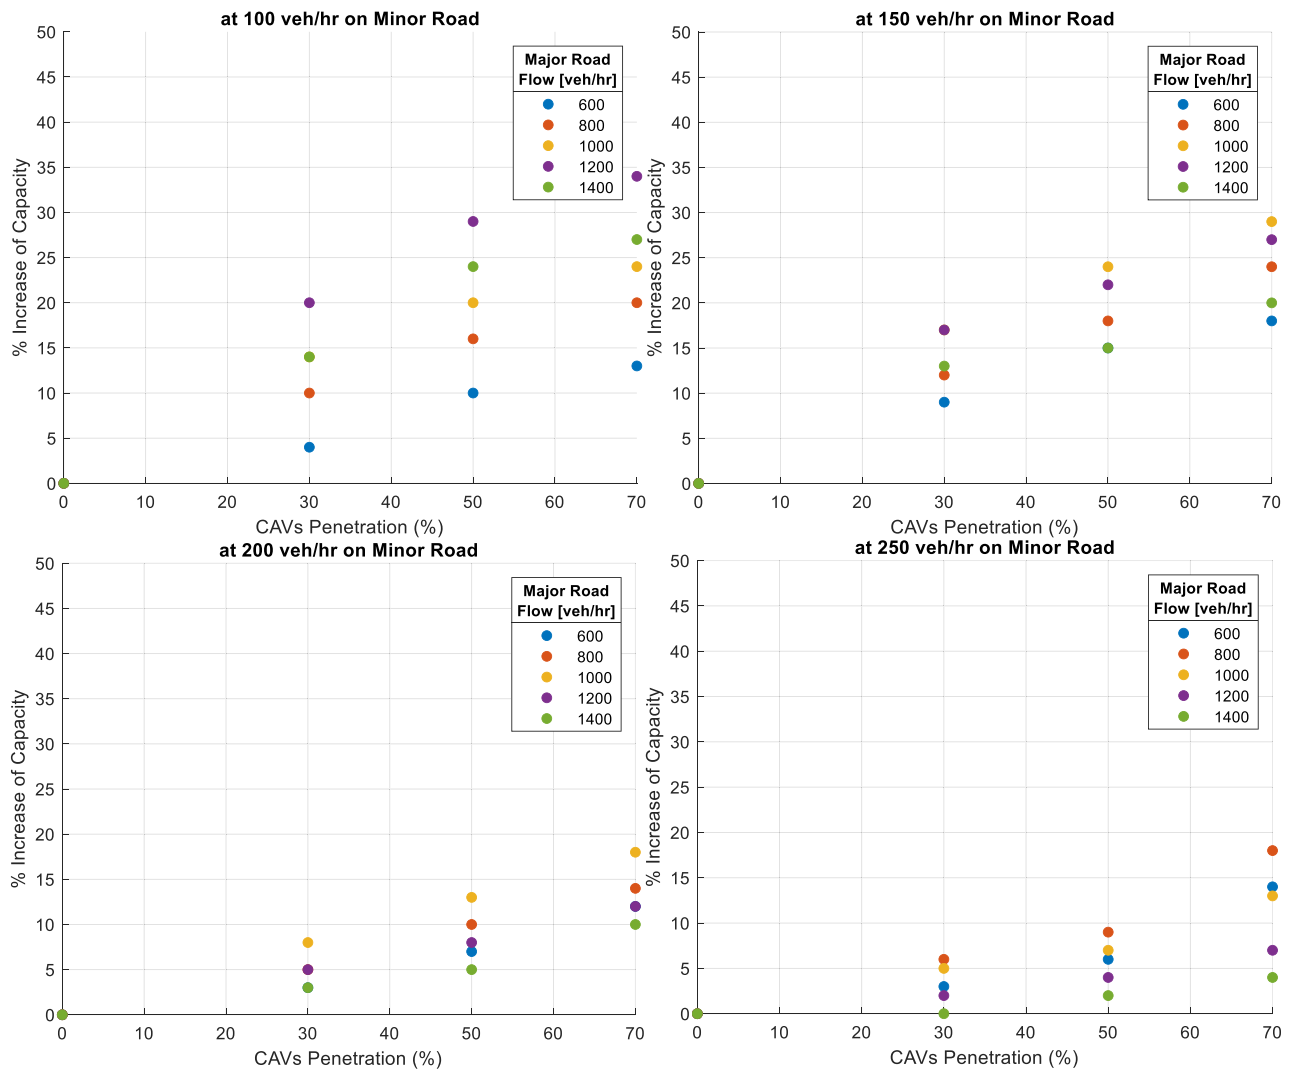 at 100 veh/hr on Minor Road
% Increase of Capacity
50
45
40
35
30
25
20
15
10
5
0
Major Road
Flow [veh/hr]
600
800
1000
1200
1400
0 10 20 30 40 50 60 70
CAVs Penetration (%)
at 150 veh/hr on Minor Road
% Increase of Capacity
50
45
40
35
30
25
20
15
10
5
0
Major Road
Flow [veh/hr]
600
800
1000
1200
1400
0 10 20 30 40 50 60 70
CAVs Penetration (%)
at 200 veh/hr on Minor Road
% Increase of Capacity
50
45
40
35
30
25
20
15
10
5
0
Major Road
Flow [veh/hr]
600
800
1000
1200
1400
0 10 20 30 40 50 60 70
CAVs Penetration (%)
at 250 veh/hr on Minor Road
% Increase of Capacity
50
45
40
35
30
25
20
15
10
5
0
Major Road
Flow [veh/hr]
600
800
1000
1200
1400
0 10 20 30 40 50 60 70
CAVs Penetration (%)